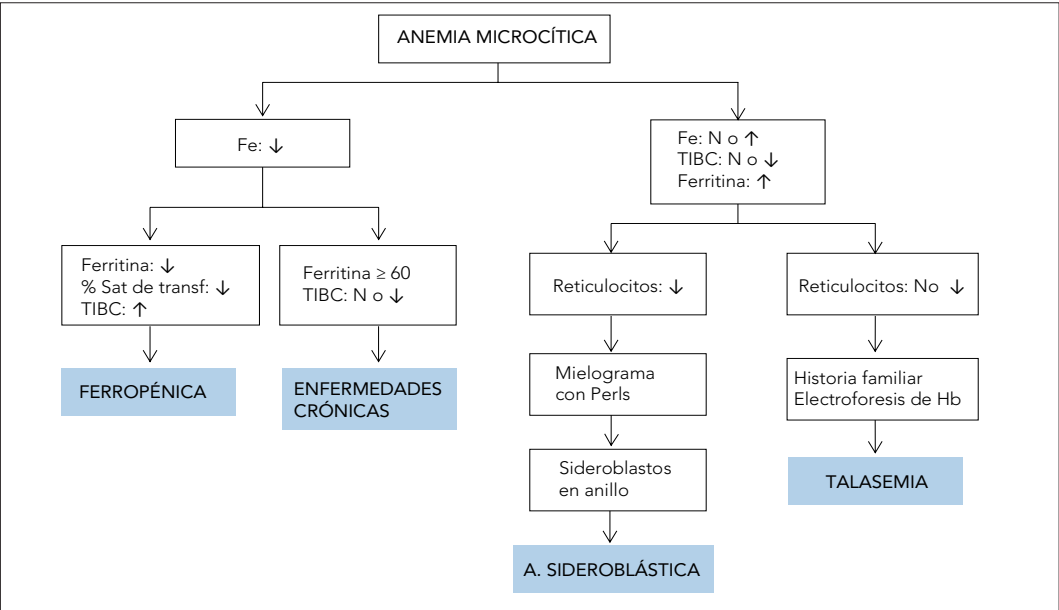 ANEMIA MICROCÍTICA
Fe: ↓
Fe: N o ↑
TIBC: N o ↓
Ferritina: ↑
Ferritina: ↓
% Sat de transf: ↓
TIBC: ↑
Ferritina ≥ 60
TIBC: N o ↓
Reticulocitos: ↓
Reticulocitos: No ↓
FERROPÉNICA
ENFERMEDADES
CRÓNICAS
Mielograma
con Perls
Historia familiar
Electroforesis de Hb
Sideroblastos
en anillo
TALASEMIA
A. SIDEROBLÁSTICA